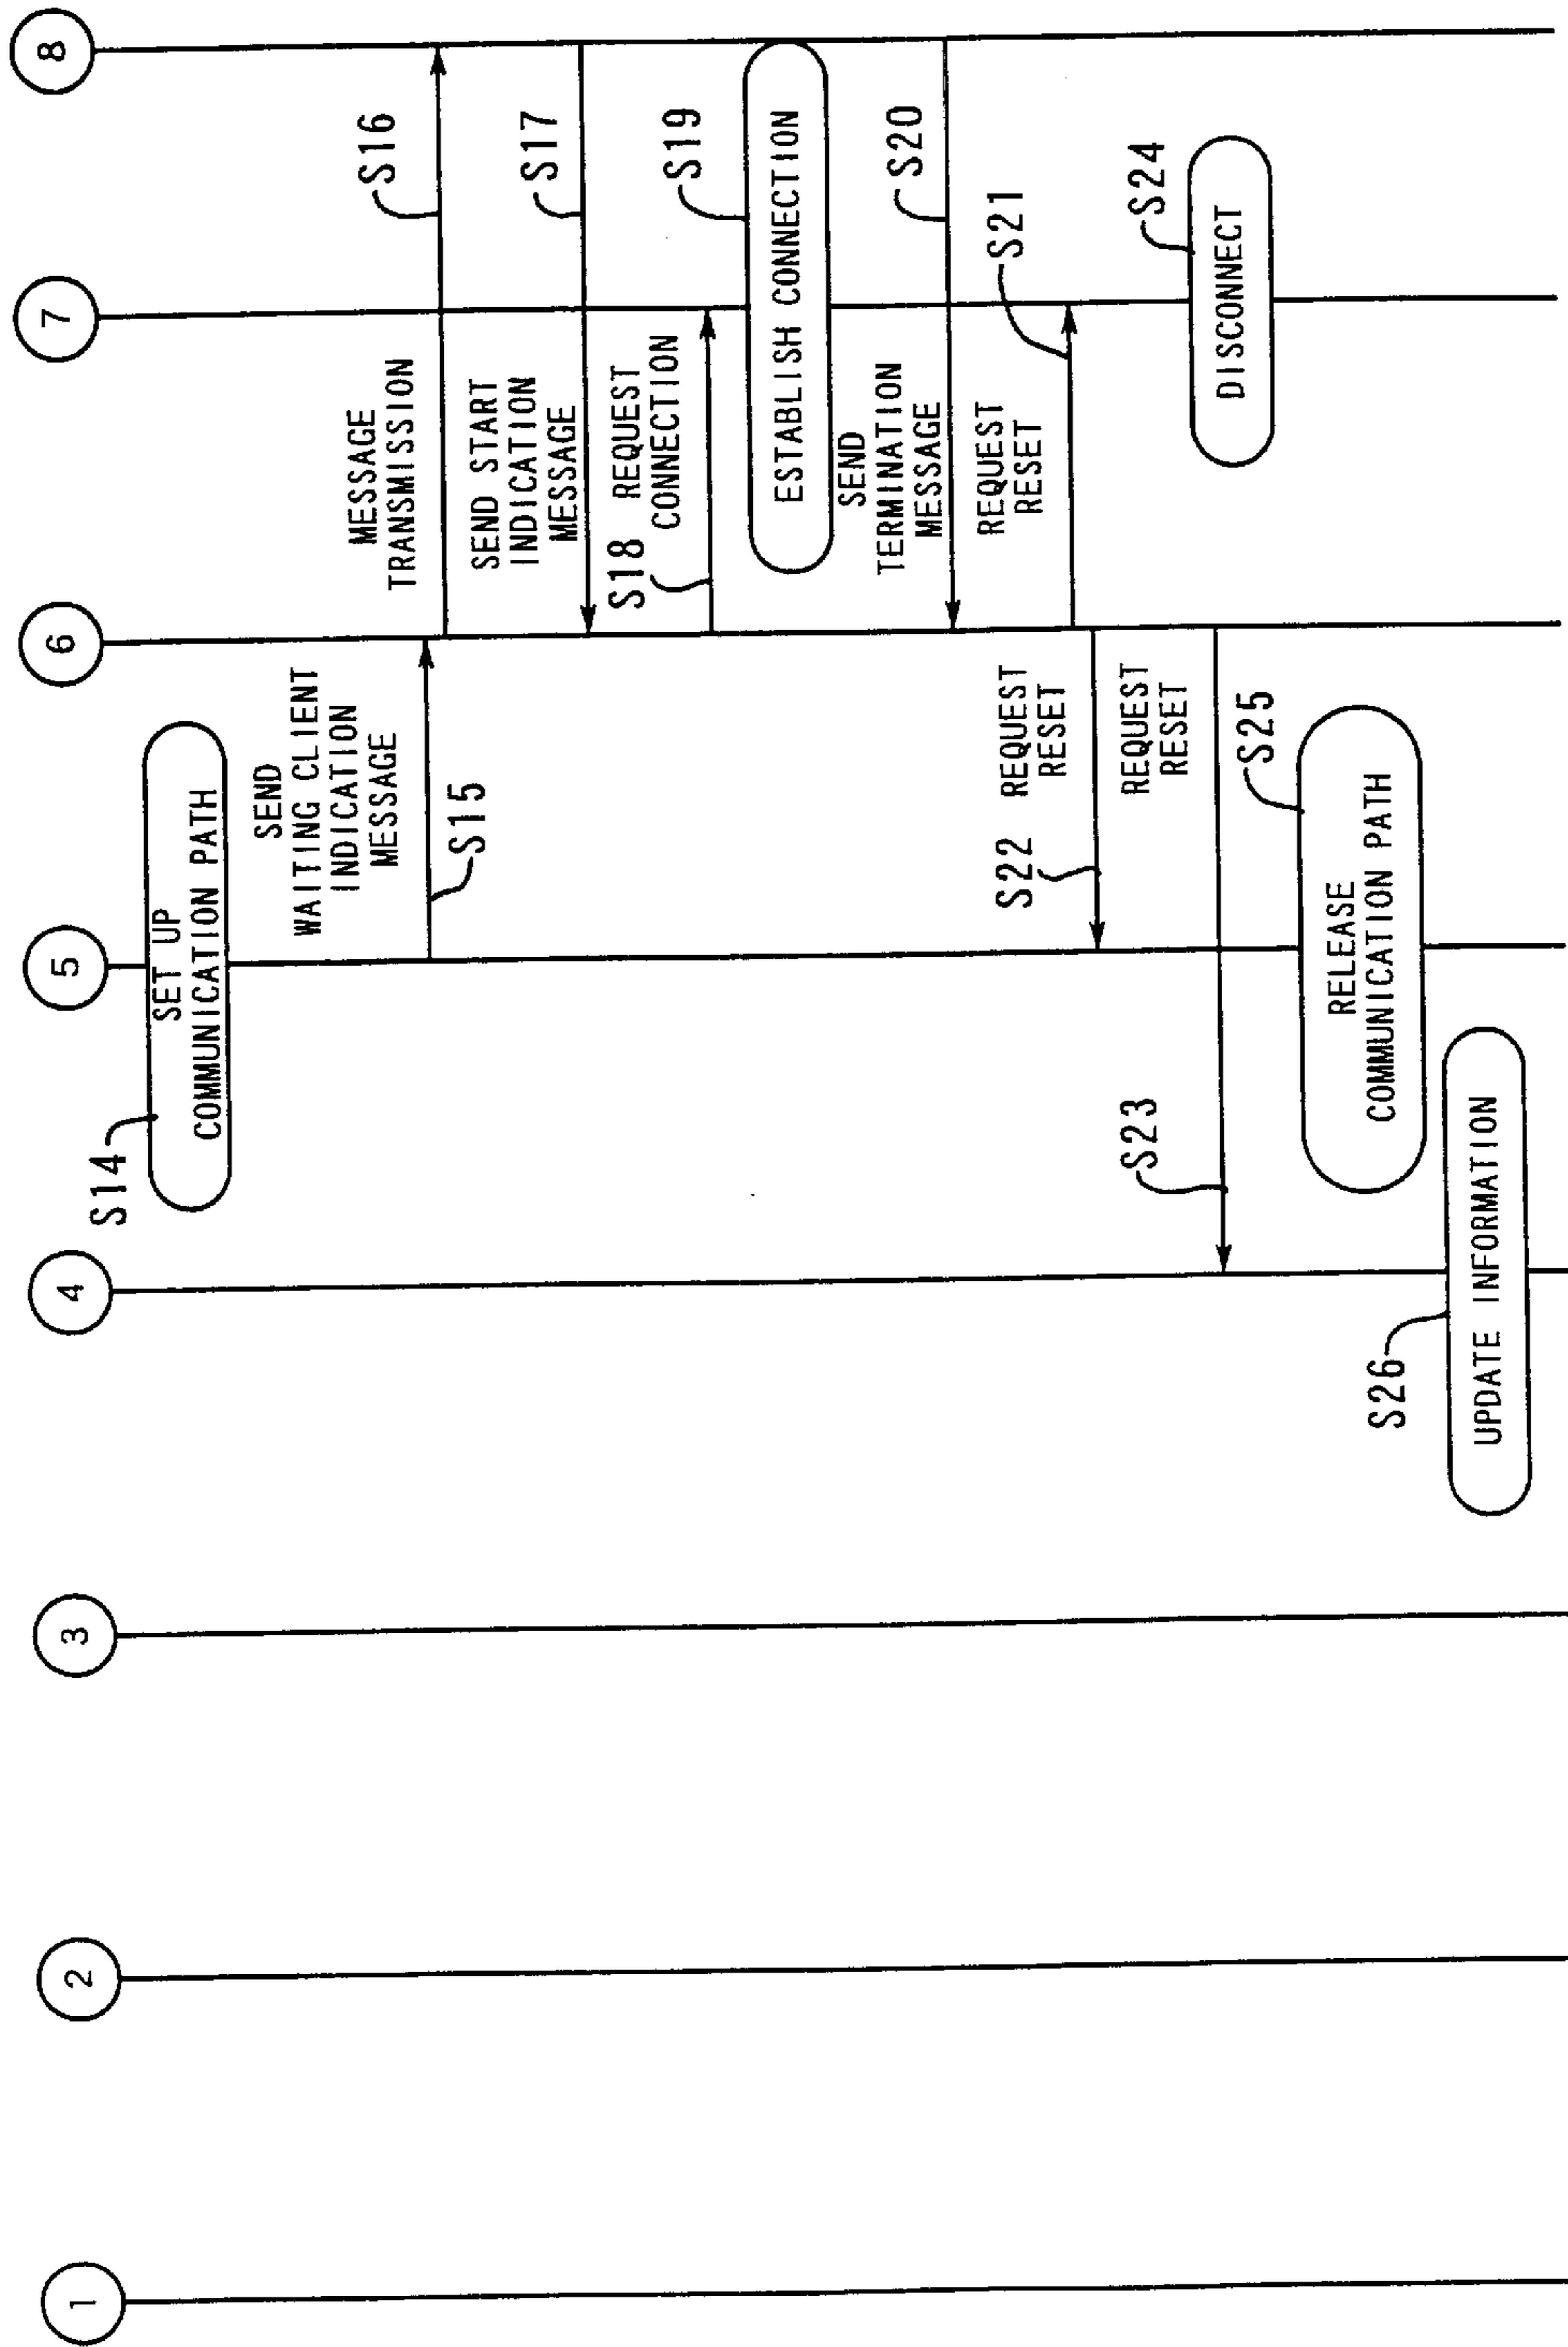 1
2
3
4
5
6
7
8
S14
SET UP
COMMUNICATION PATH
SEND
WAITING CLIENT
INDICATION
MESSAGE
S15
MESSAGE
TRANSMISSION
S16
SEND START
INDICATION
MESSAGE
S17
S18 REQUEST
CONNECTION
S19
ESTABLISH CONNECTION
SEND
TERMINATION
MESSAGE
S20
REQUEST
RESET
S21
S22
REQUEST
RESET
S23
REQUEST
RESET
S24
DISCONNECT
S25
RELEASE
COMMUNICATION PATH
S26
UPDATE INFORMATION